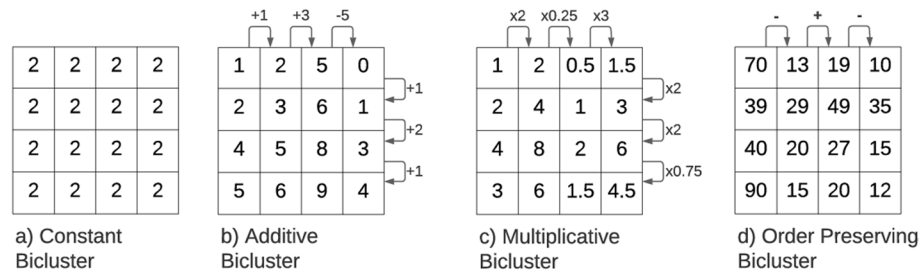 +1 +3 -5 x2 x0.25 x3 - + -
2 2 2 2 1 2 5 0 1 2 0.5 1.5 70 13 19 10
+1 x2
2 2 2 2 2 3 6 1 2 4 1 3 39 29 49 35
+2 x2
2 2 2 2 4 5 8 3 4 8 2 6 40 20 27 15
+1 x0.75
2 2 2 2 5 6 9 4 3 6 1.5 4.5 90 15 20 12
a) Constant
Bicluster
b) Additive
Bicluster
c) Multiplicative
Bicluster
d) Order Preserving
Bicluster